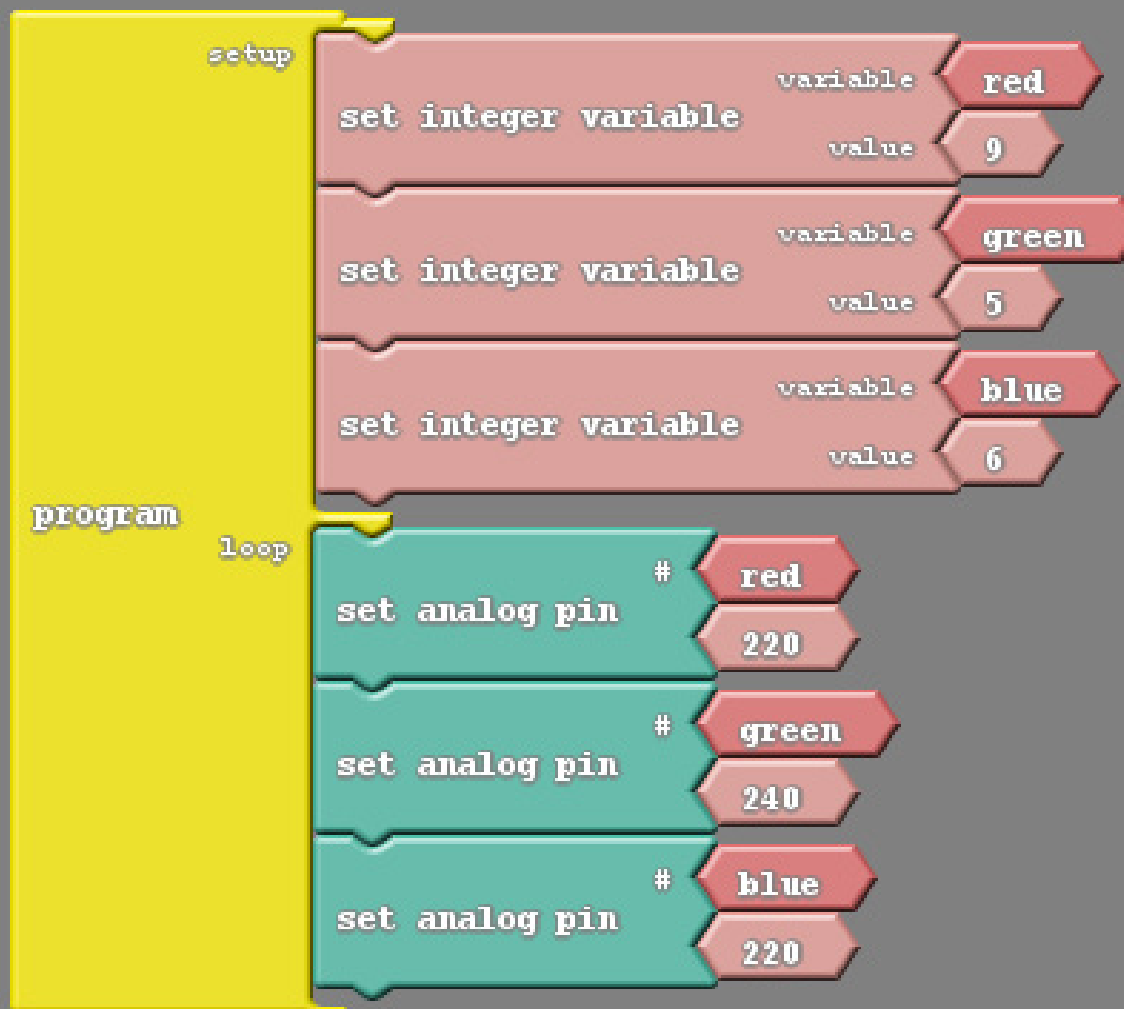 setup
variable red
set integer variable
value 9
variable green
set integer variable
value 5
variable blue
set integer variable
value 6
program
loop
# red
set analog pin
220
# green
set analog pin
240
# blue
set analog pin
220